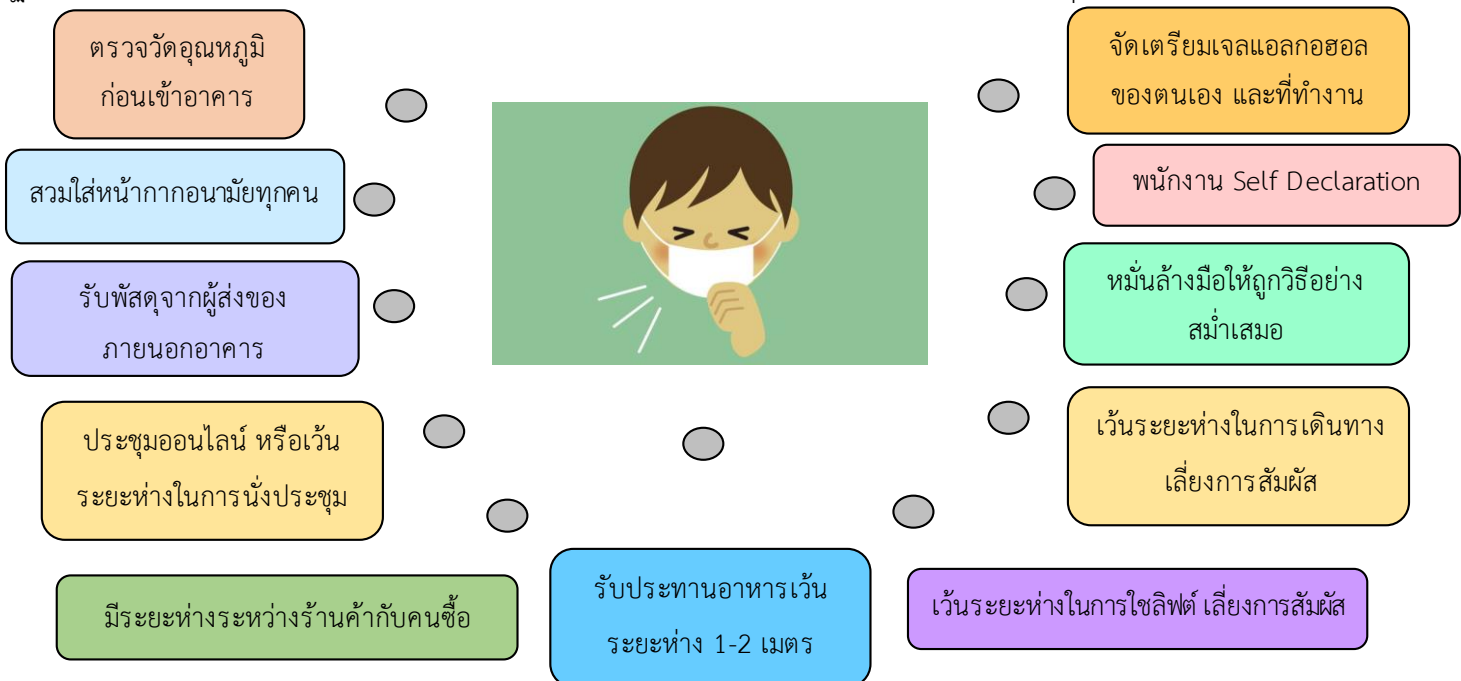 ตรวจวัดอุณหภูมิ
ก่อนเข้าอาคาร
สวมใส่หน้ากากอนามัยทุกคน
รับพัสดุจากผู้ส่งของ
ภายนอกอาคาร
ประชุมออนไลน์ หรือเว้น
ระยะห่างในการนั่งประชุม
มีระยะห่างระหว่างร้านค้ากับคนซื้อ
รับประทานอาหารเว้น
ระยะห่าง 1-2 เมตร
จัดเตรียมเจลแอลกอฮอล
ของตนเอง และที่ทำงาน
พนักงาน Self Declaration
หมั่นล้างมือให้ถูกวิธีอย่าง
สม่ำเสมอ
เว้นระยะห่างในการเดินทาง
เลี่ยงการสัมผัส
เว้นระยะห่างในการใชลิฟต์ เลี่ยงการสัมผัส